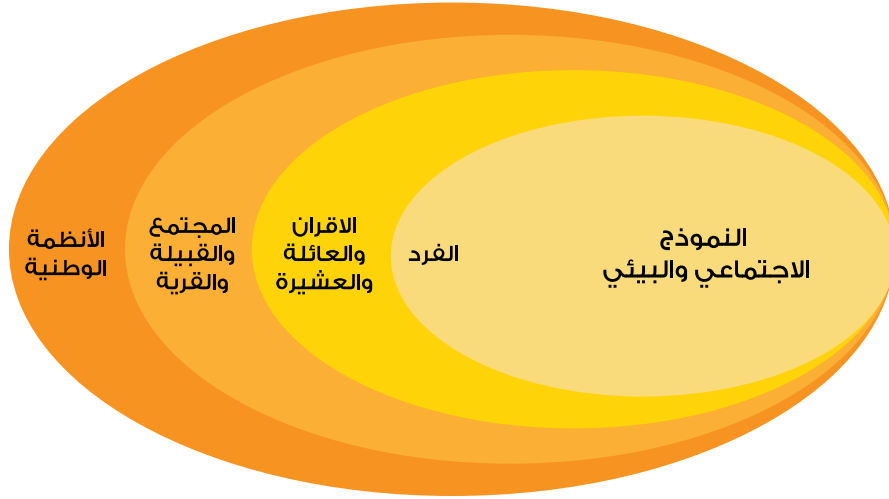 النموذج
الاجتماعي والبيئي
الفرد
الاقران
والعائلة
والعشيرة
المجتمع
والقبيلة
والقرية
الأنظمة
الوطنية